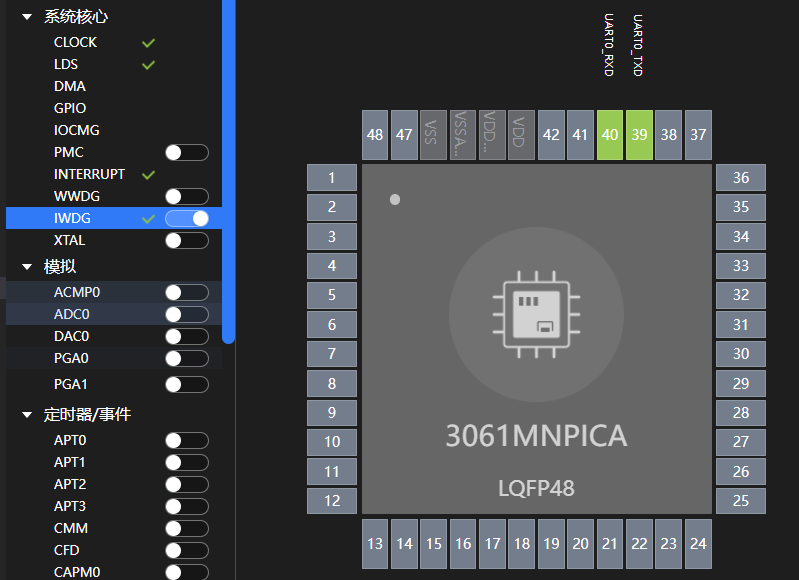 系统核心
CLOCK
LDS
DMA
GPIO
IOCMG
PMC
INTERRUPT
WWDG
IWDG
XTAL
模拟
ACMP0
ADC0
DAC0
PGA0
PGA1
定时器/事件
APT0
APT1
APT2
APT3
CMM
CFD
CAPM0
UART0_RXD
UART0_TXD
48 47 VSS VSSA... VDD... VDD 42 41 40 39 38 37
1
2
3
4
5
6
7
8
9
10
11
12
3061MNPICA
LQFP48
36
35
34
33
32
31
30
29
28
27
26
25
13 14 15 16 17 18 19 20 21 22 23 24